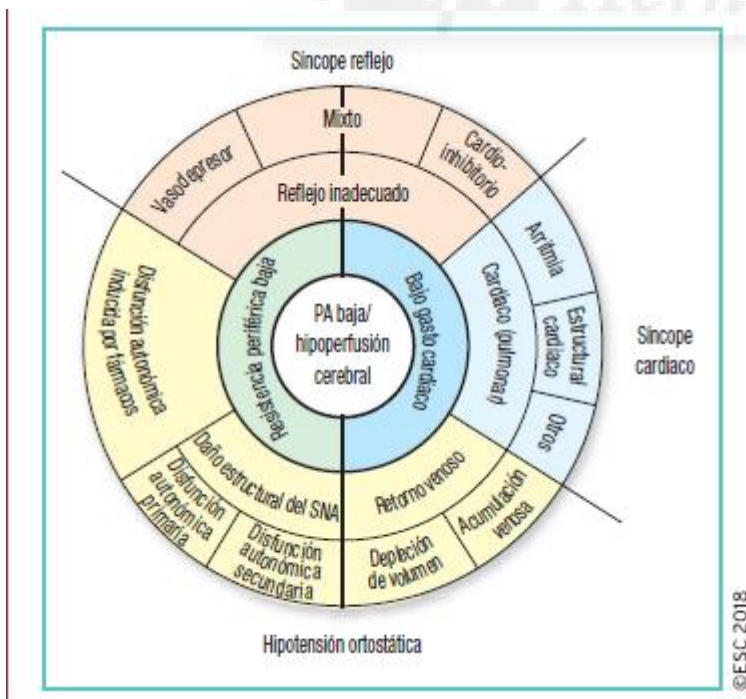 Síncope reflejo
Vasodepresor
Mixto
Cardio-
inhibitorio
Reflejo inadecuado
Arritmia
Estructural
cardiaco
Otros
Cardiaco (pulmonar)
Síncope
cardiaco
Disfunción autonómica
inducida por fármacos
Resistencia periférica baja
PA baja/
hipoperfusión
cerebral
Bajo gasto cardiaco
Daño estructural del SNA
Retorno venoso
Disfunción
autonómica
primaria
Disfunción
autonómica
secundaria
Depleción
de volumen
Acumulación
venosa
Hipotensión ortostática
©ESC 2018